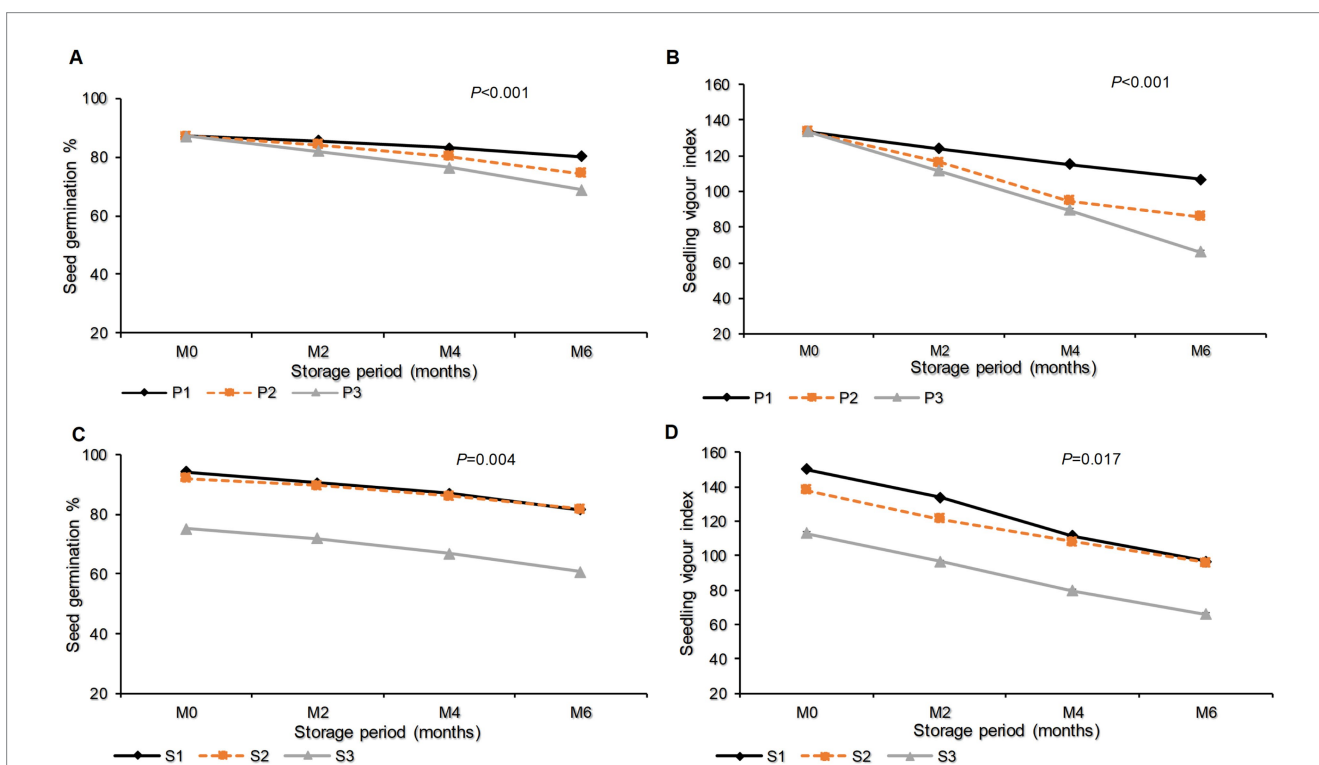 A
P<0.001
Seed germination %
100
80
60
40
20
M0 M2 M4 M6
Storage period (months)
P1 P2 P3
B
P<0.001
Seedling vigour index
160
140
120
100
80
60
40
20
M0 M2 M4 M6
Storage period (months)
P1 P2 P3
C
P=0.004
Seed germination %
100
80
60
40
20
M0 M2 M4 M6
Storage period (months)
S1 S2 S3
D
P=0.017
Seedling vigour index
160
140
120
100
80
60
40
20
M0 M2 M4 M6
Storage period (months)
S1 S2 S3